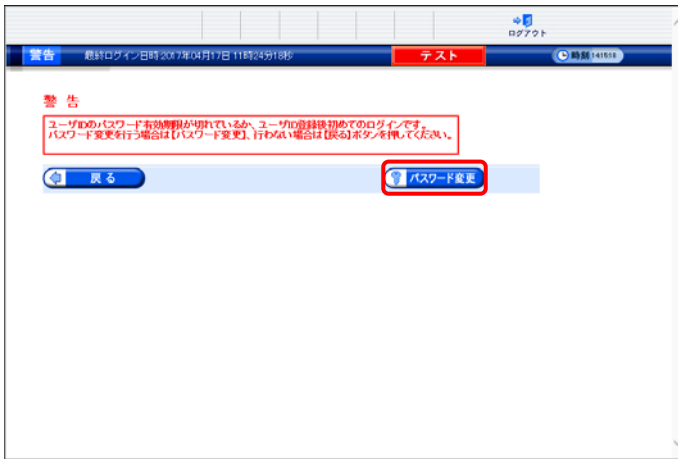 ログアウト
警告 最終ログイン日時:2017年04月17日 11時24分18秒 テスト 時刻 14:15:18
警 告
ユーザIDのパスワード有効期限が切れているか、ユーザID登録後初めてのログインです。
パスワード変更を行う場合は【パスワード変更】、行わない場合は【戻る】ボタンを押してください。
戻る パスワード変更